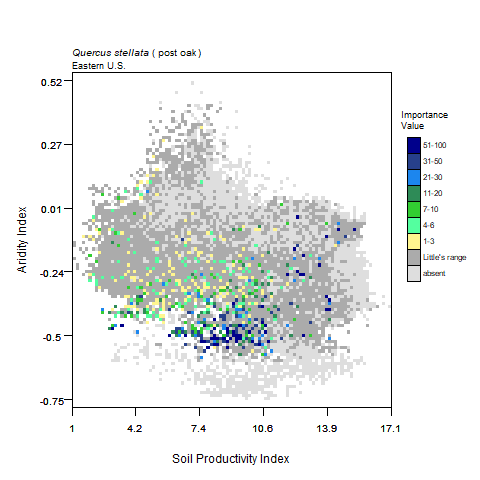 Quercus stellata ( post oak )
Eastern U.S.
0.52
0.27
0.01
-0.24
-0.5
-0.75
Aridity Index
1 4.2 7.4 10.6 13.9 17.1
Soil Productivity Index
Importance
Value
51-100
31-50
21-30
11-20
7-10
4-6
1-3
Little's range
absent